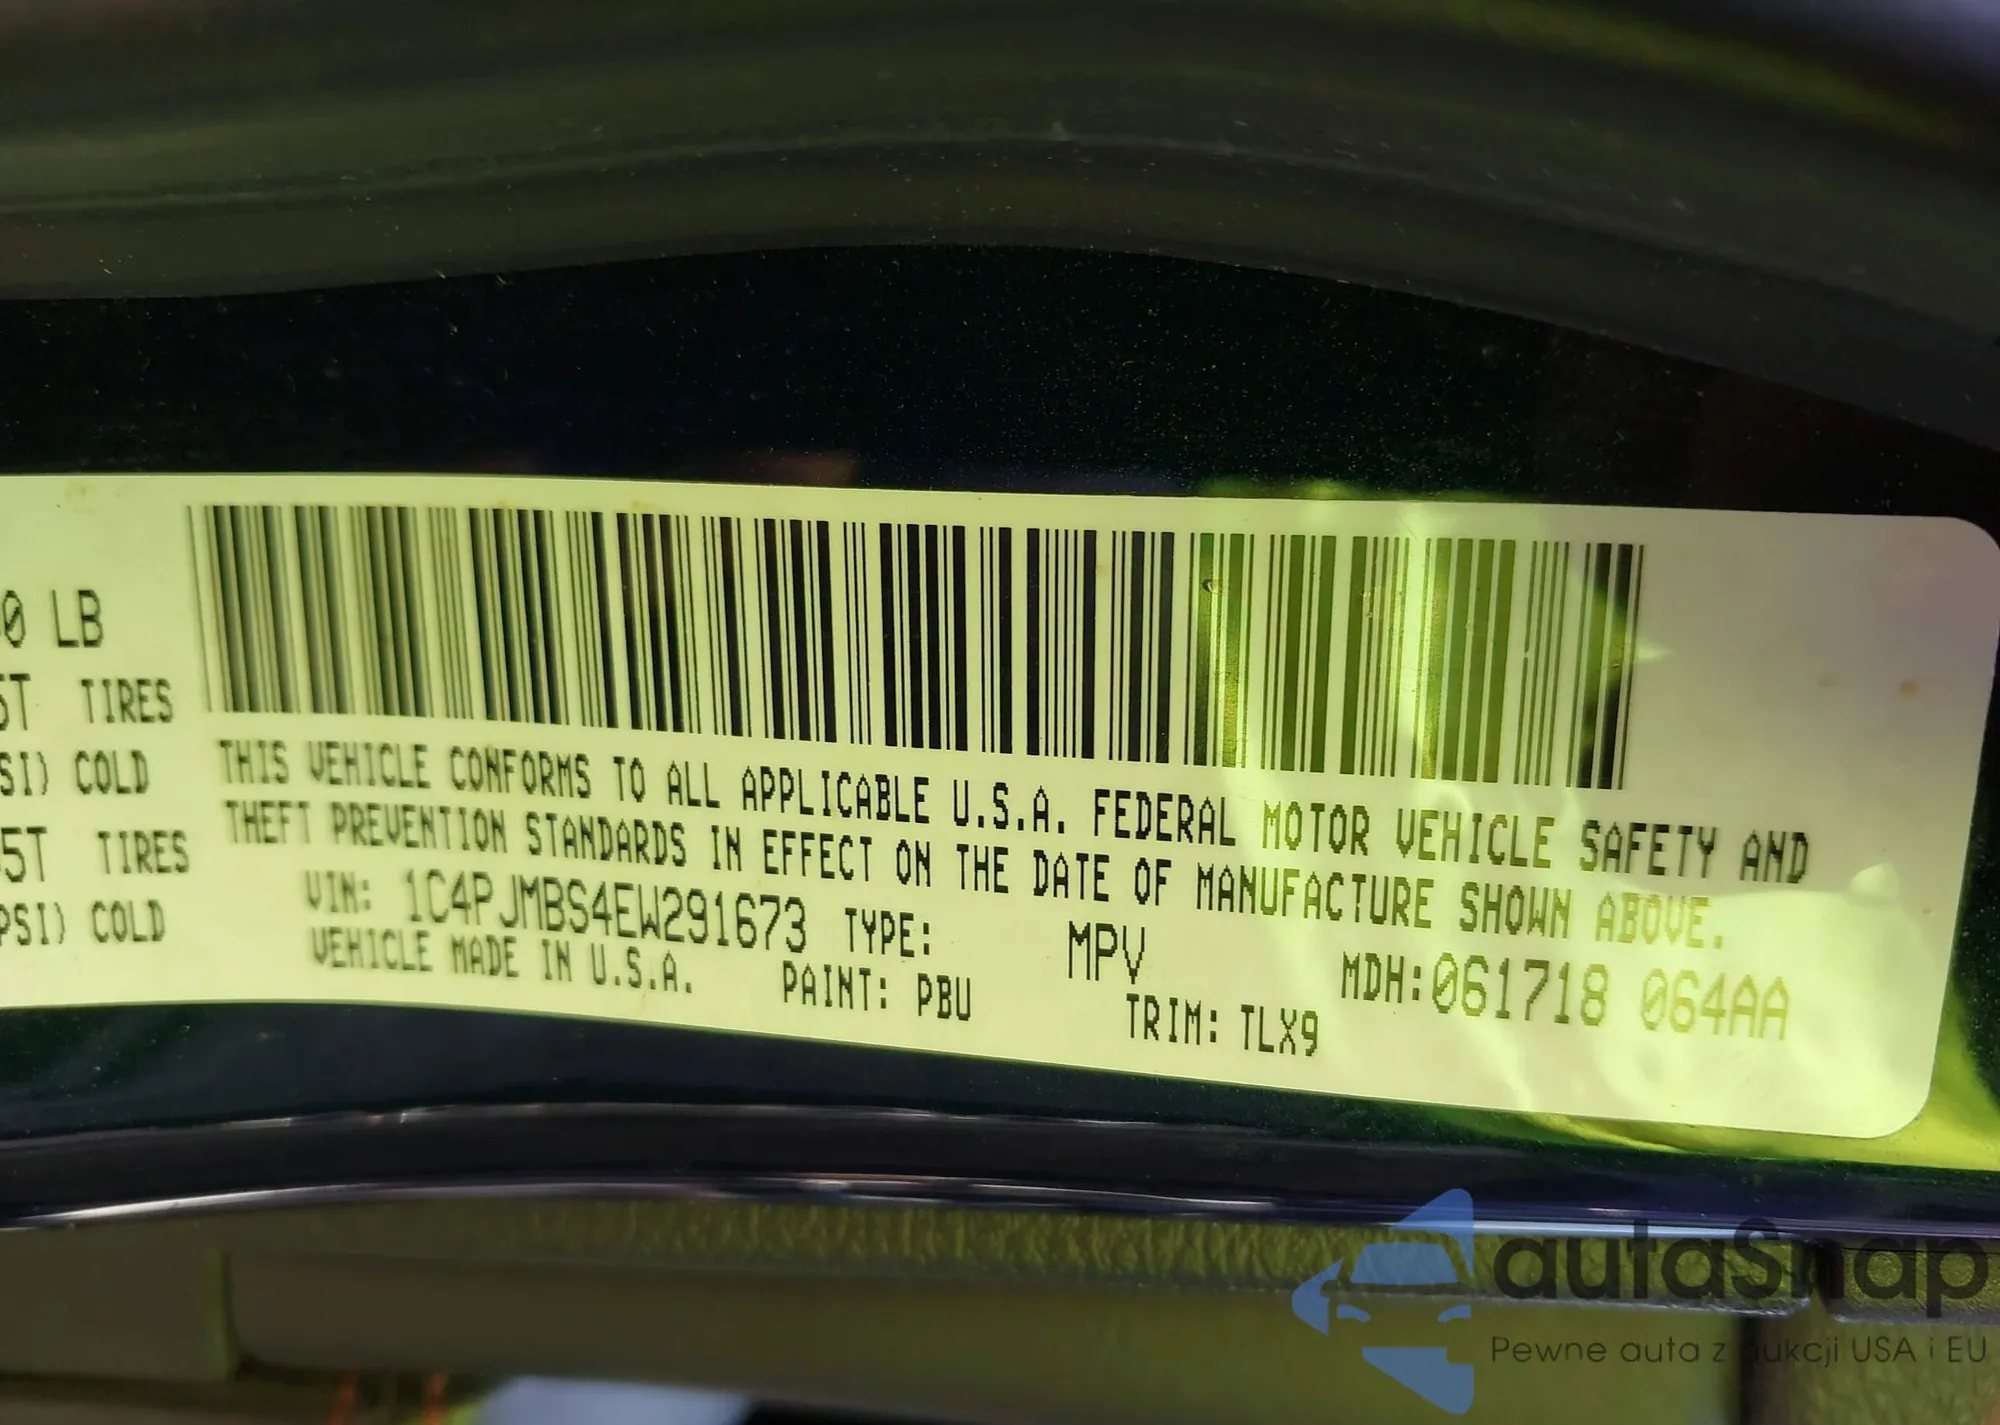 0 LB
5T TIRES
SI) COLD
5T TIRES
PSI) COLD
THIS VEHICLE CONFORMS TO ALL APPLICABLE U.S.A. FEDERAL MOTOR VEHICLE SAFETY AND
THEFT PREVENTION STANDARDS IN EFFECT ON THE DATE OF MANUFACTURE SHOWN ABOVE.
VIN: 1C4PJMBS4EW291673 TYPE: MPV MDH:061718 064AA
VEHICLE MADE IN U.S.A. PAINT: PBU TRIM: TLX9
autaSnap
Pewne auta z aukcji USA i EU